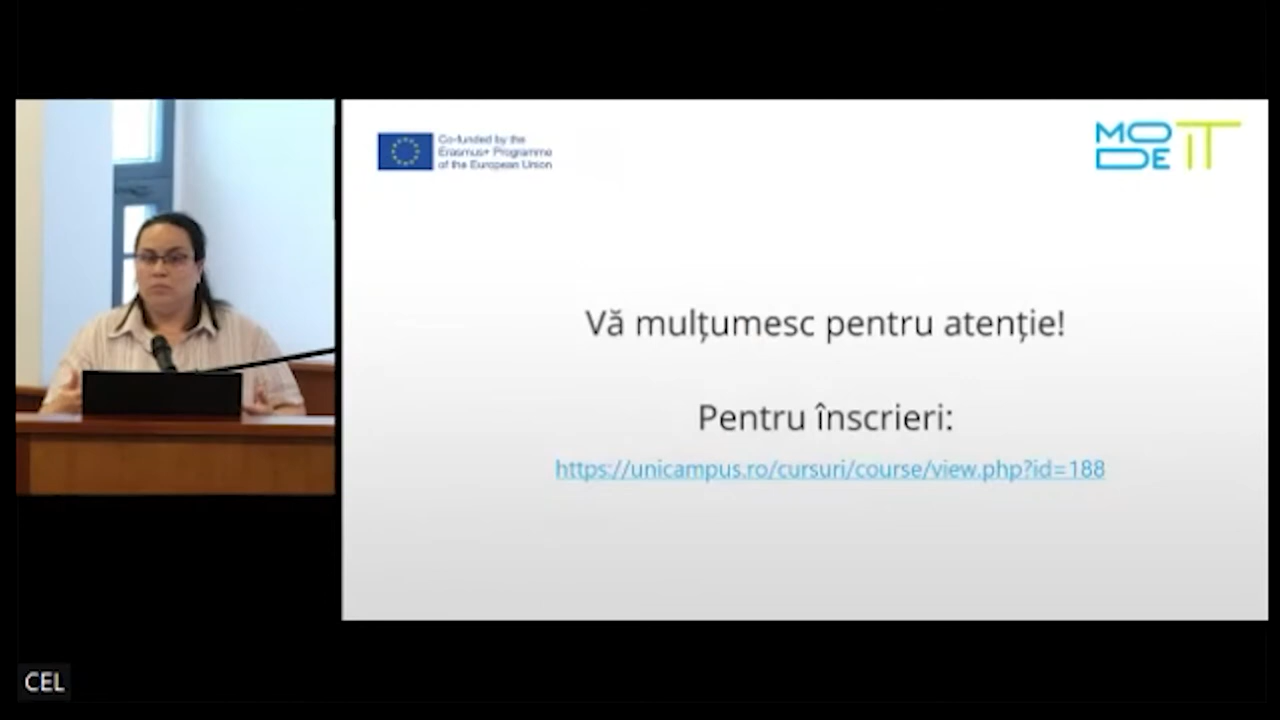 Co-funded by the
Erasmus+ Programme
of the European Union
MO
DE IT
Vă mulțumesc pentru atenție!
Pentru înscrieri:
https://unicampus.ro/cursuri/course/view.php?id=188
CEL